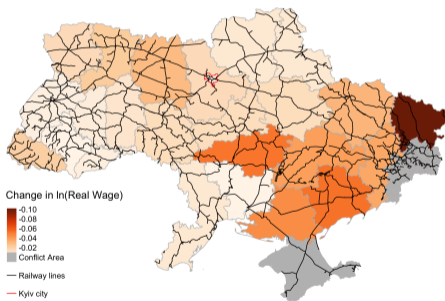 Change in ln(Real Wage)
-0.10
-0.08
-0.06
-0.04
-0.02
Conflict Area
Railway lines
Kyiv city